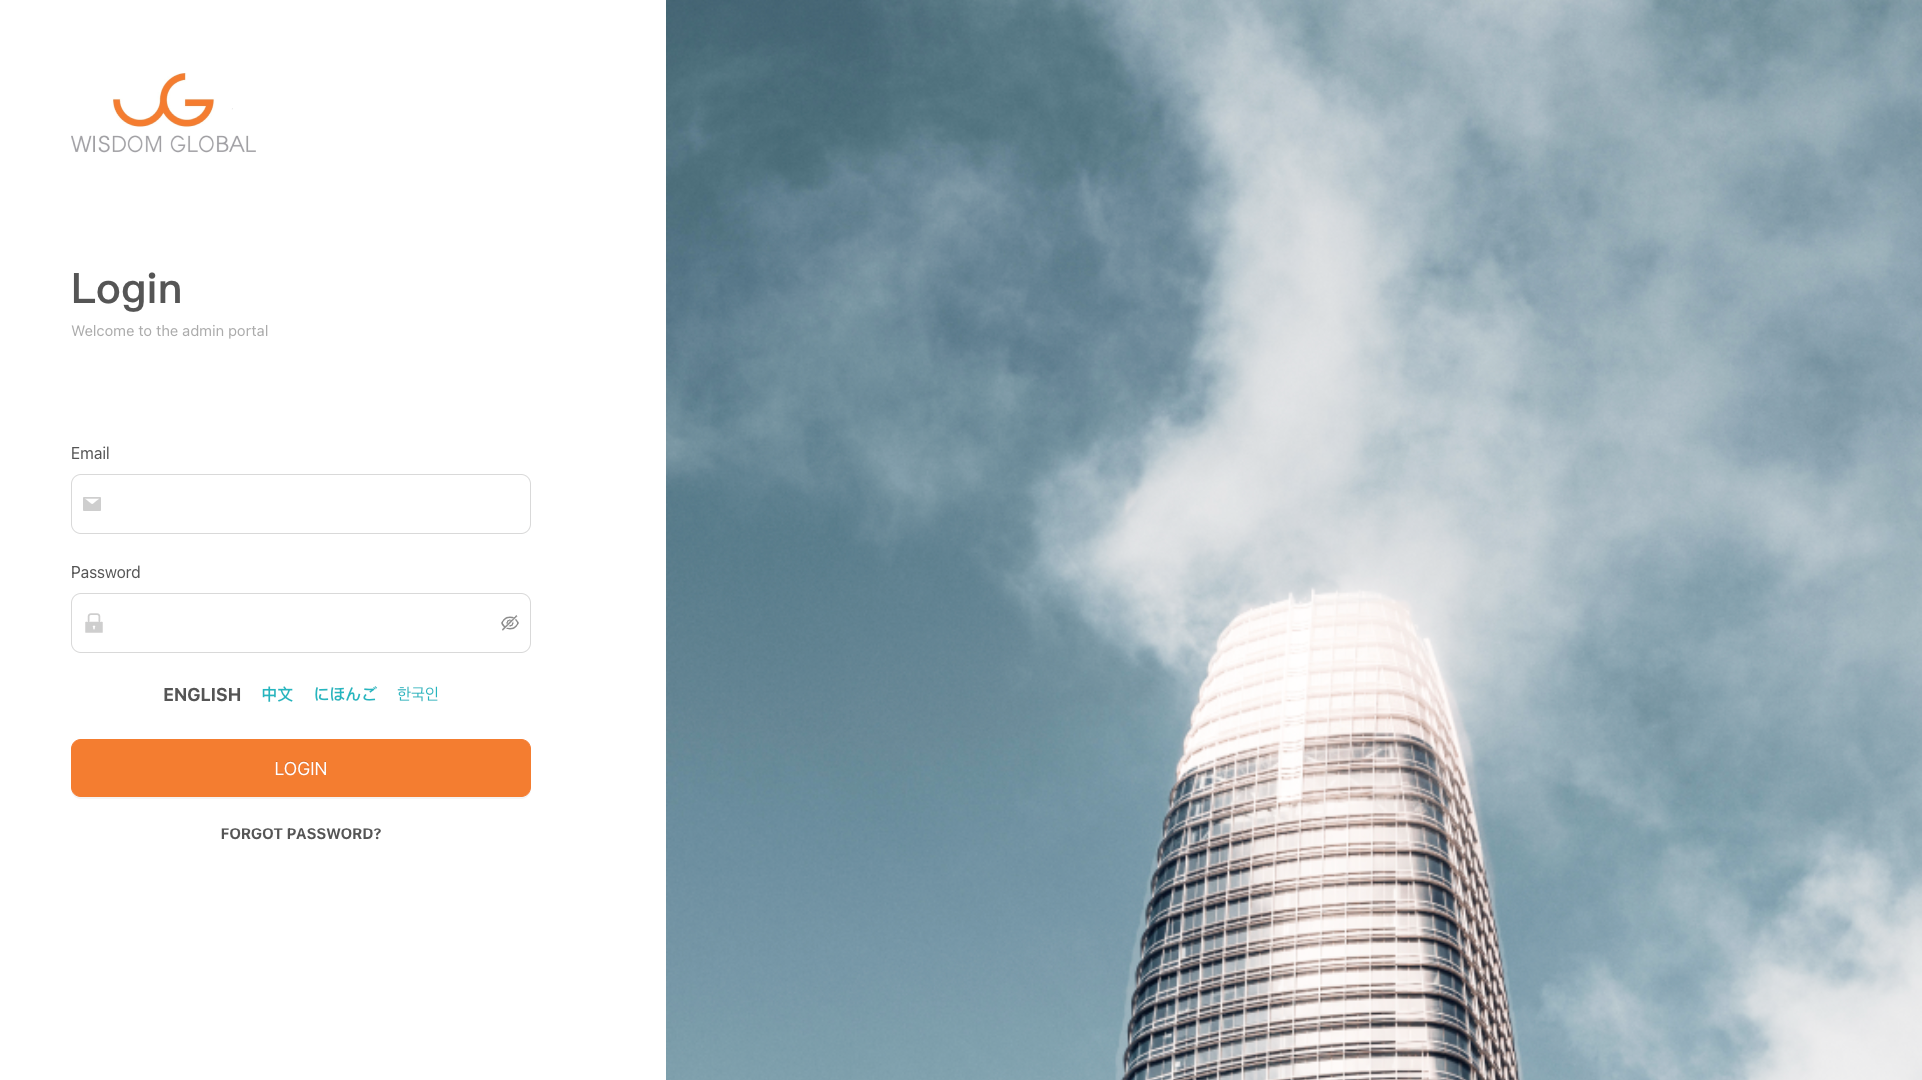 WISDOM GLOBAL
Login
Welcome to the admin portal
Email
Password
ENGLISH 中文 にほんご 한국인
LOGIN
FORGOT PASSWORD?